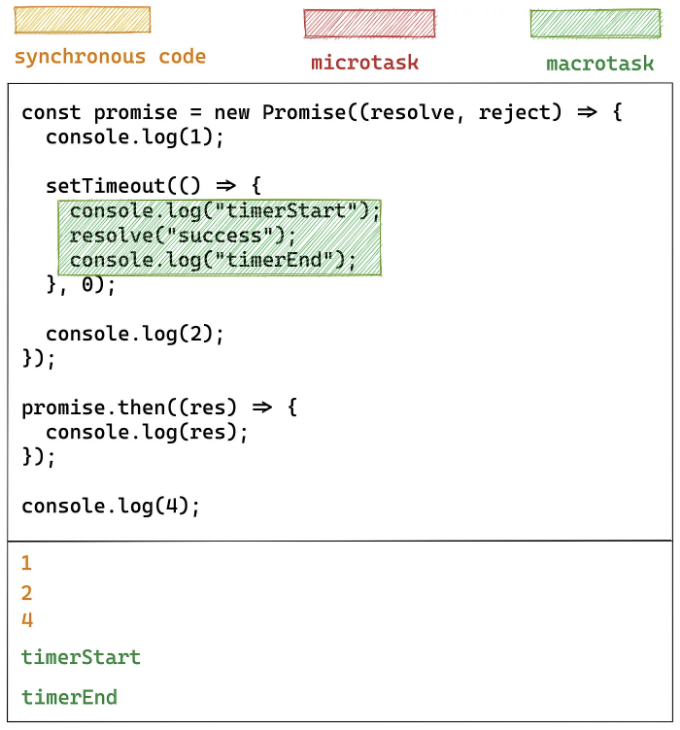 synchronous code microtask macrotask
const promise = new Promise((resolve, reject) => {
  console.log(1);
  setTimeout(() => {
    console.log("timerStart");
    resolve("success");
    console.log("timerEnd");
  }, 0);
  console.log(2);
});
promise.then((res) => {
  console.log(res);
});
console.log(4);
1
2
4
timerStart
timerEnd